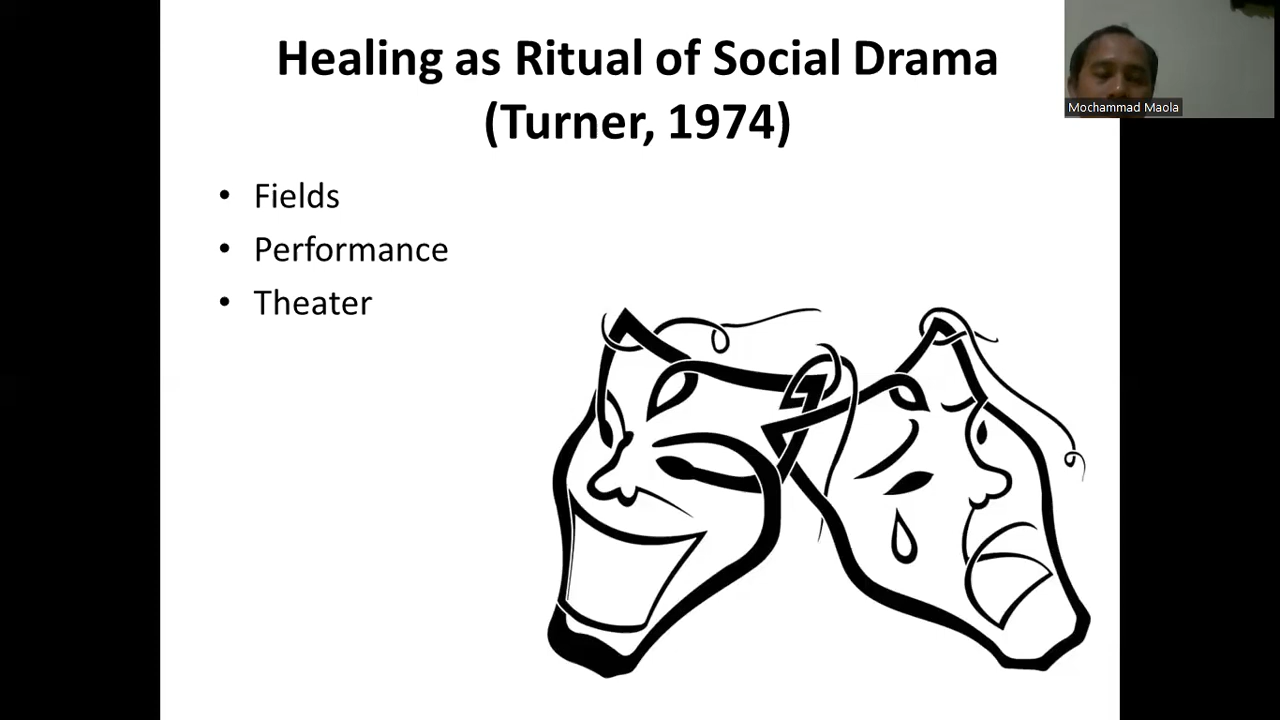 Healing as Ritual of Social Drama
(Turner, 1974)
• Fields
• Performance
• Theater
Mochammad Maola